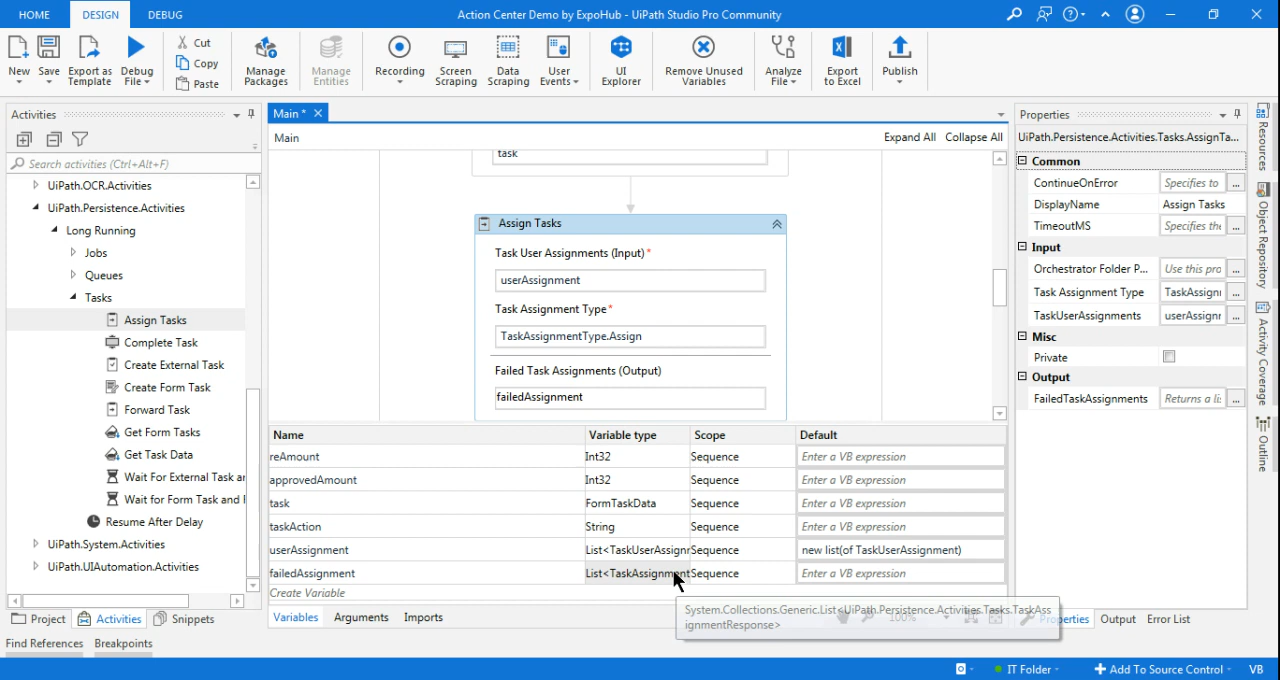 HOME DESIGN DEBUG Action Center Demo by ExpoHub - UiPath Studio Pro Community
New Save Export as Template Debug File Cut Copy Paste Manage Packages Manage Entities Recording Screen Scraping Data Scraping User Events UI Explorer Remove Unused Variables Analyze File Export to Excel Publish
Activities
Search activities (Ctrl+Alt+F)
UiPath.OCR.Activities
UiPath.Persistence.Activities
Long Running
Jobs
Queues
Tasks
Assign Tasks
Complete Task
Create External Task
Create Form Task
Forward Task
Get Form Tasks
Get Task Data
Wait For External Task ar
Wait for Form Task and I
Resume After Delay
UiPath.System.Activities
UiPath.UIAutomation.Activities
Project Activities Snippets
Find References Breakpoints
Main *
Main Expand All Collapse All
task
Assign Tasks
Task User Assignments (Input) *
userAssignment
Task Assignment Type *
TaskAssignmentType.Assign
Failed Task Assignments (Output)
failedAssignment
Name Variable type Scope Default
reAmount Int32 Sequence Enter a VB expression
approvedAmount Int32 Sequence Enter a VB expression
task FormTaskData Sequence Enter a VB expression
taskAction String Sequence Enter a VB expression
userAssignment List<TaskUserAssignr Sequence new list(of TaskUserAssignment)
failedAssignment List<TaskAssignment Sequence Enter a VB expression
Create Variable
Variables Arguments Imports 100%
System.Collections.Generic.List<UiPath.Persistence.Activities.Tasks.TaskAss
ignmentResponse>
Properties
UiPath.Persistence.Activities.Tasks.AssignTa...
Common
ContinueOnError Specifies to ...
DisplayName Assign Tasks
TimeoutMS Specifies the ...
Input
Orchestrator Folder P... Use this pro ...
Task Assignment Type TaskAssignr ...
TaskUserAssignments userAssignr ...
Misc
Private
Output
FailedTaskAssignments Returns a li: ...
Properties Output Error List
Resources
Object Repository
Activity Coverage
Outline
IT Folder Add To Source Control VB